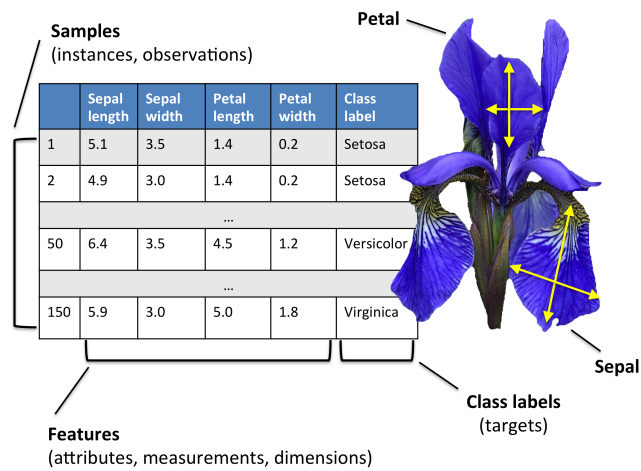 Samples
(instances, observations)
Petal
Sepal length Sepal width Petal length Petal width Class label
1 5.1 3.5 1.4 0.2 Setosa
2 4.9 3.0 1.4 0.2 Setosa
...
50 6.4 3.5 4.5 1.2 Versicolor
...
150 5.9 3.0 5.0 1.8 Virginica
Sepal
Class labels
(targets)
Features
(attributes, measurements, dimensions)